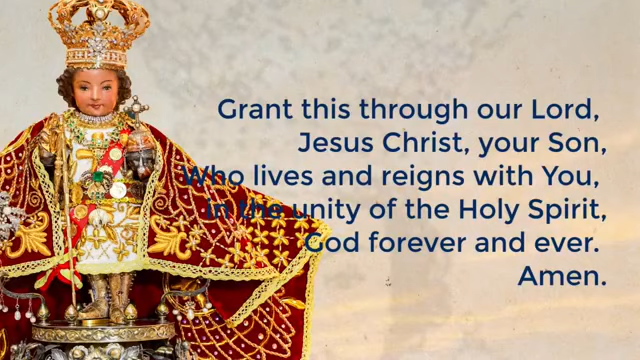 Grant this through our Lord,
Jesus Christ, your Son,
Who lives and reigns with You,
in the unity of the Holy Spirit,
God forever and ever.
Amen.